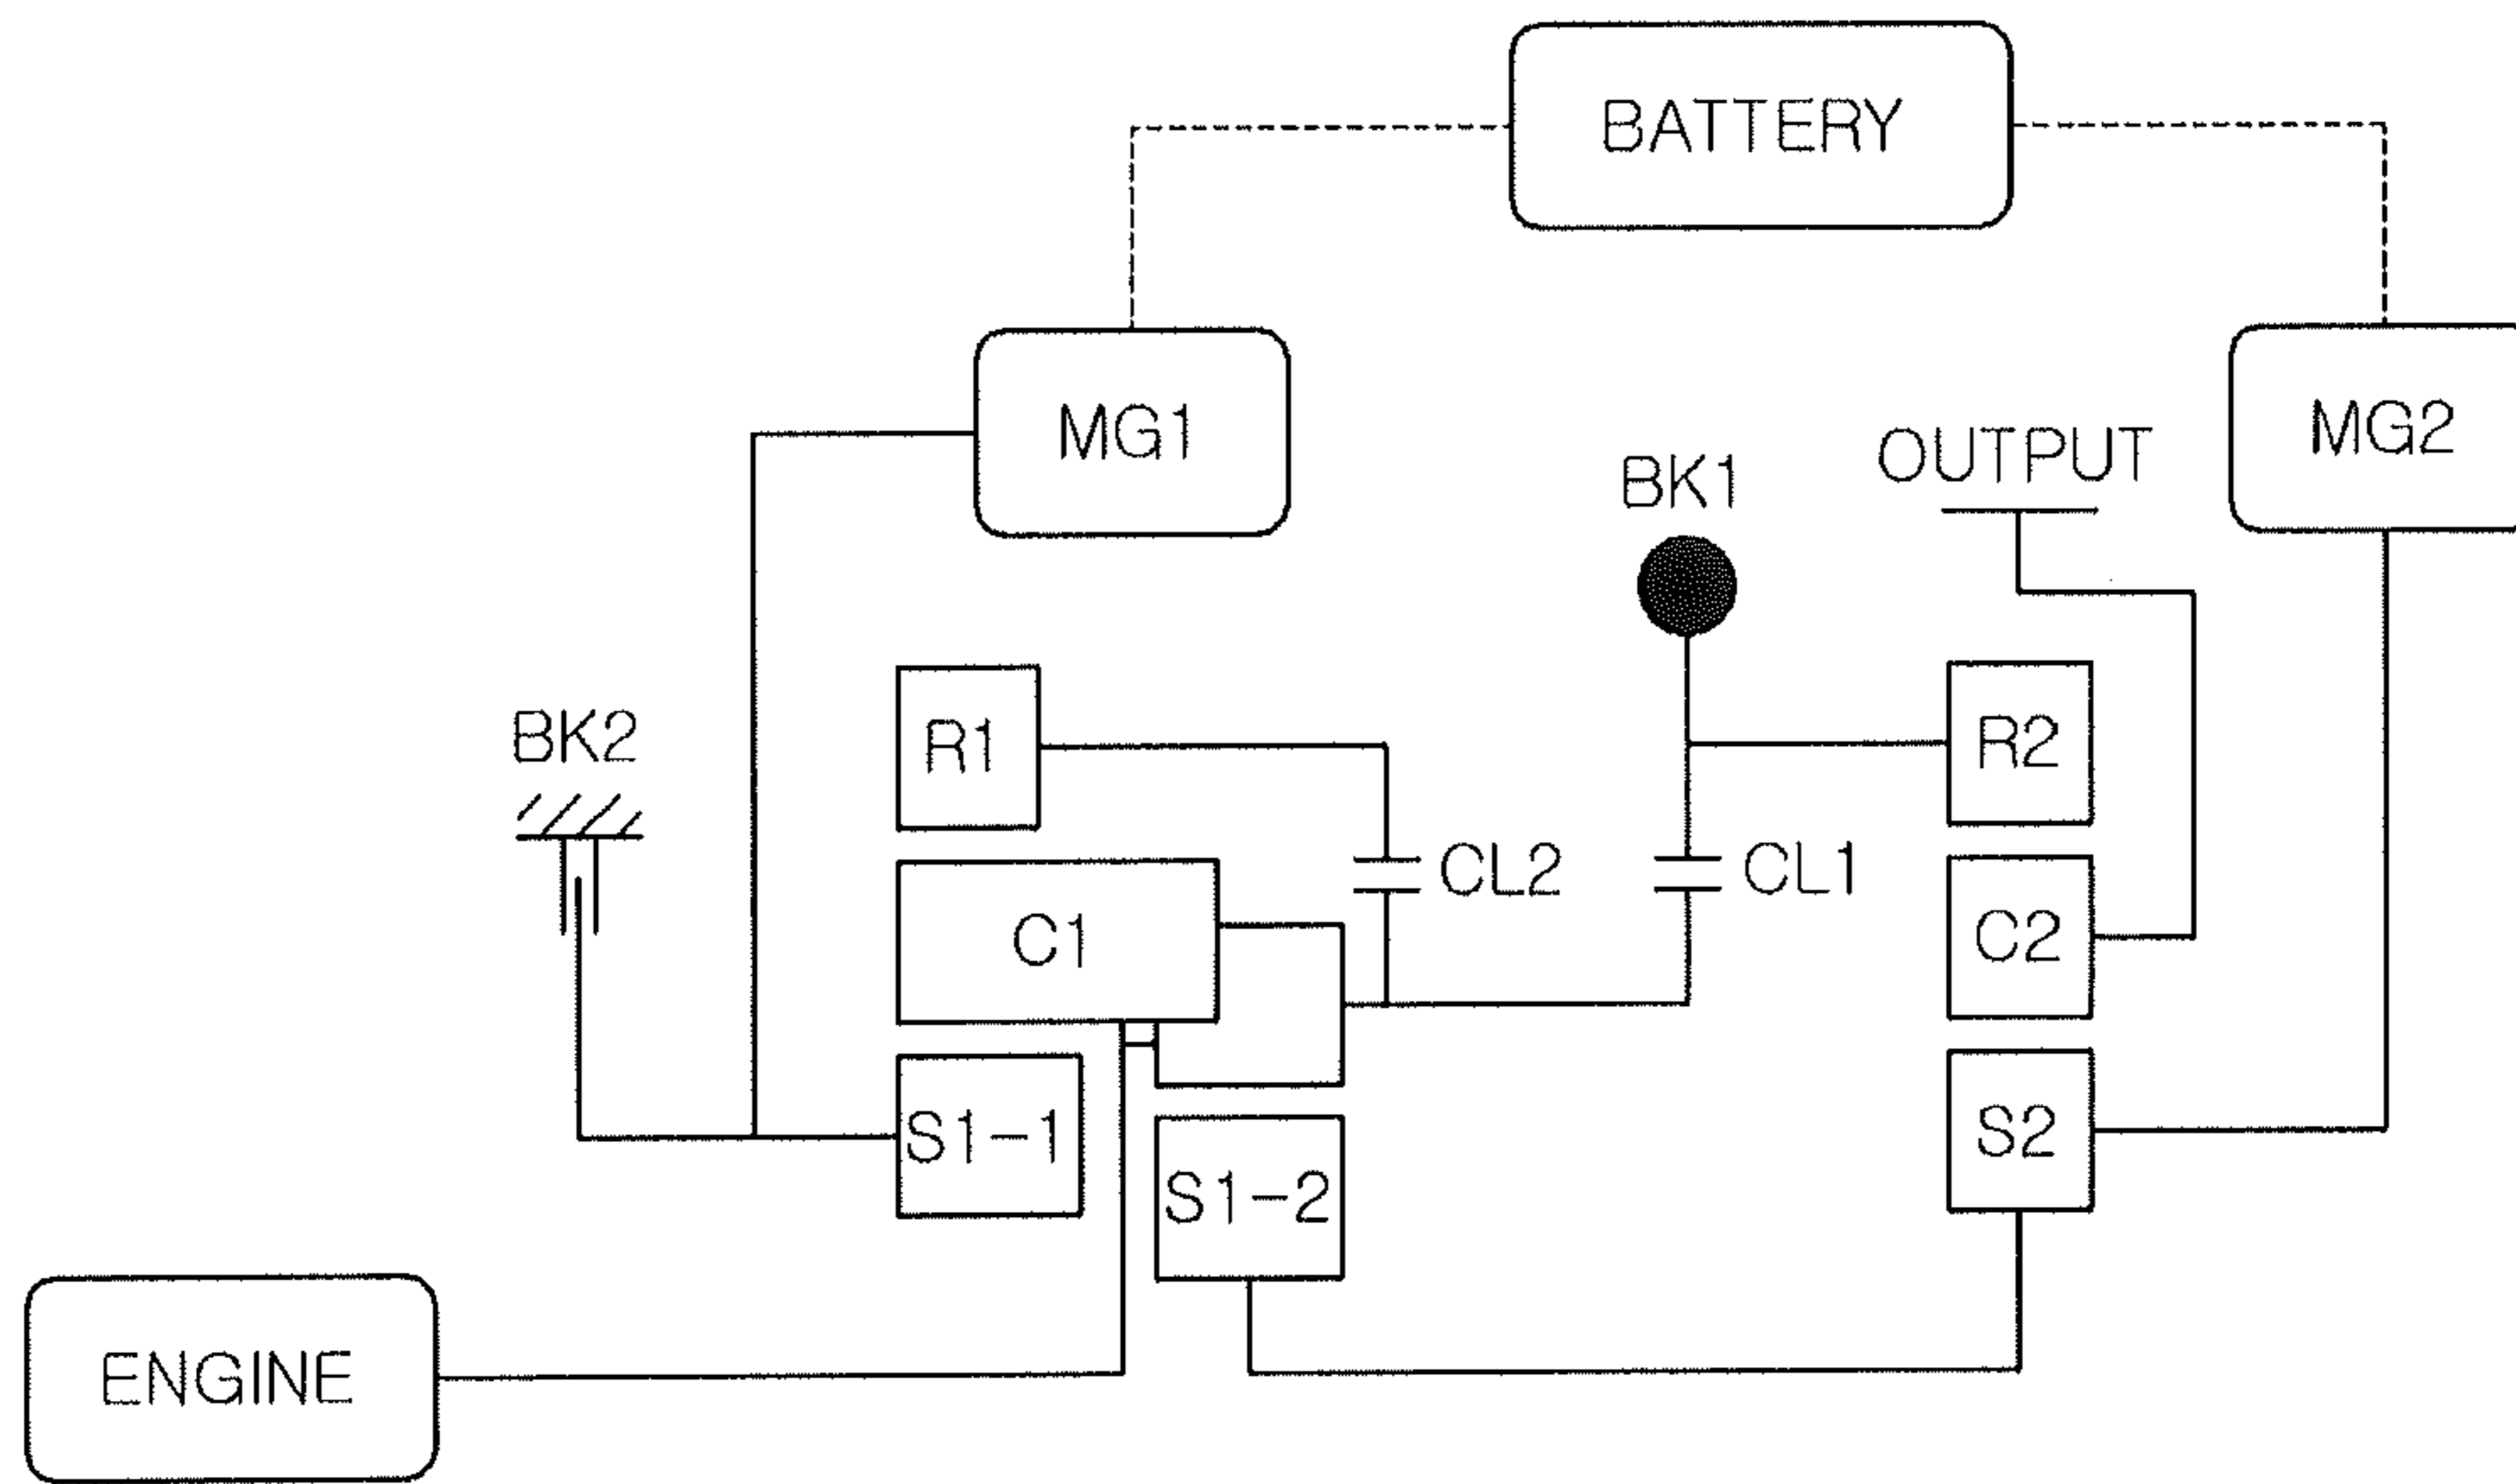 BATTERY
MG1
MG2
OUTPUT
BK1
BK2
R1
R2
CL2
CL1
C1
C2
S1-1
S2
S1-2
ENGINE